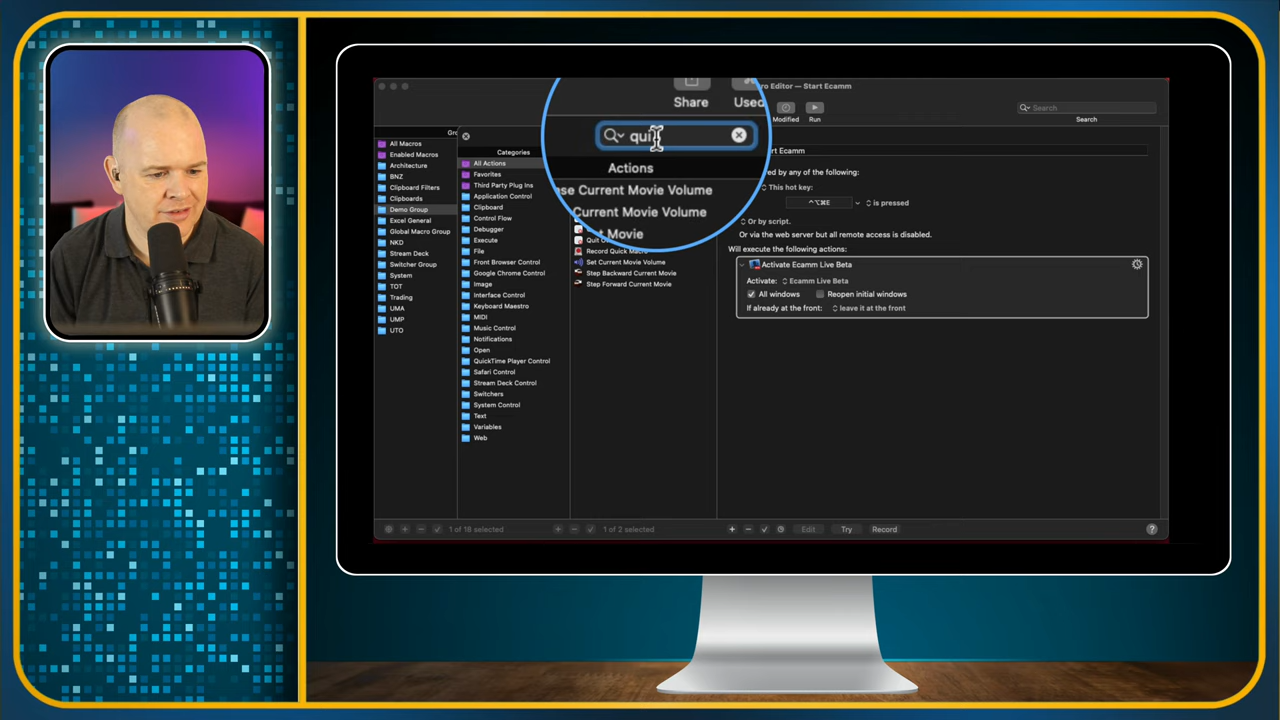 Editor — Start Ecamm
Share
Used
Modified
Run
Search
Search
qui
Categories
Actions
All Macros
Enabled Macros
Architecture
BNZ
Clipboard Filters
Clipboards
Demo Group
Excel General
Global Macro Group
NKD
Stream Deck
Switcher Group
System
TOT
Trading
UMA
UMP
UTO
All Actions
Favorites
Third Party Plug Ins
Application Control
Clipboard
Control Flow
Debugger
Execute
File
Front Browser Control
Google Chrome Control
Image
Interface Control
Keyboard Maestro
MIDI
Music Control
Notifications
Open
QuickTime Player Control
Safari Control
Stream Deck Control
Switchers
System Control
Text
Variables
Web
Current Movie Volume
Current Movie Volume
Movie
Record Quick
Set Current Movie Volume
Step Backward Current Movie
Step Forward Current Movie
rt Ecamm
ered by any of the following:
This hot key:
⌃⌥⌘E
is pressed
Or by script.
Or via the web server but all remote access is disabled.
Will execute the following actions:
Activate Ecamm Live Beta
Activate: Ecamm Live Beta
All windows Reopen initial windows
If already at the front: leave it at the front
1 of 18 selected
1 of 2 selected
Edit
Try
Record
?